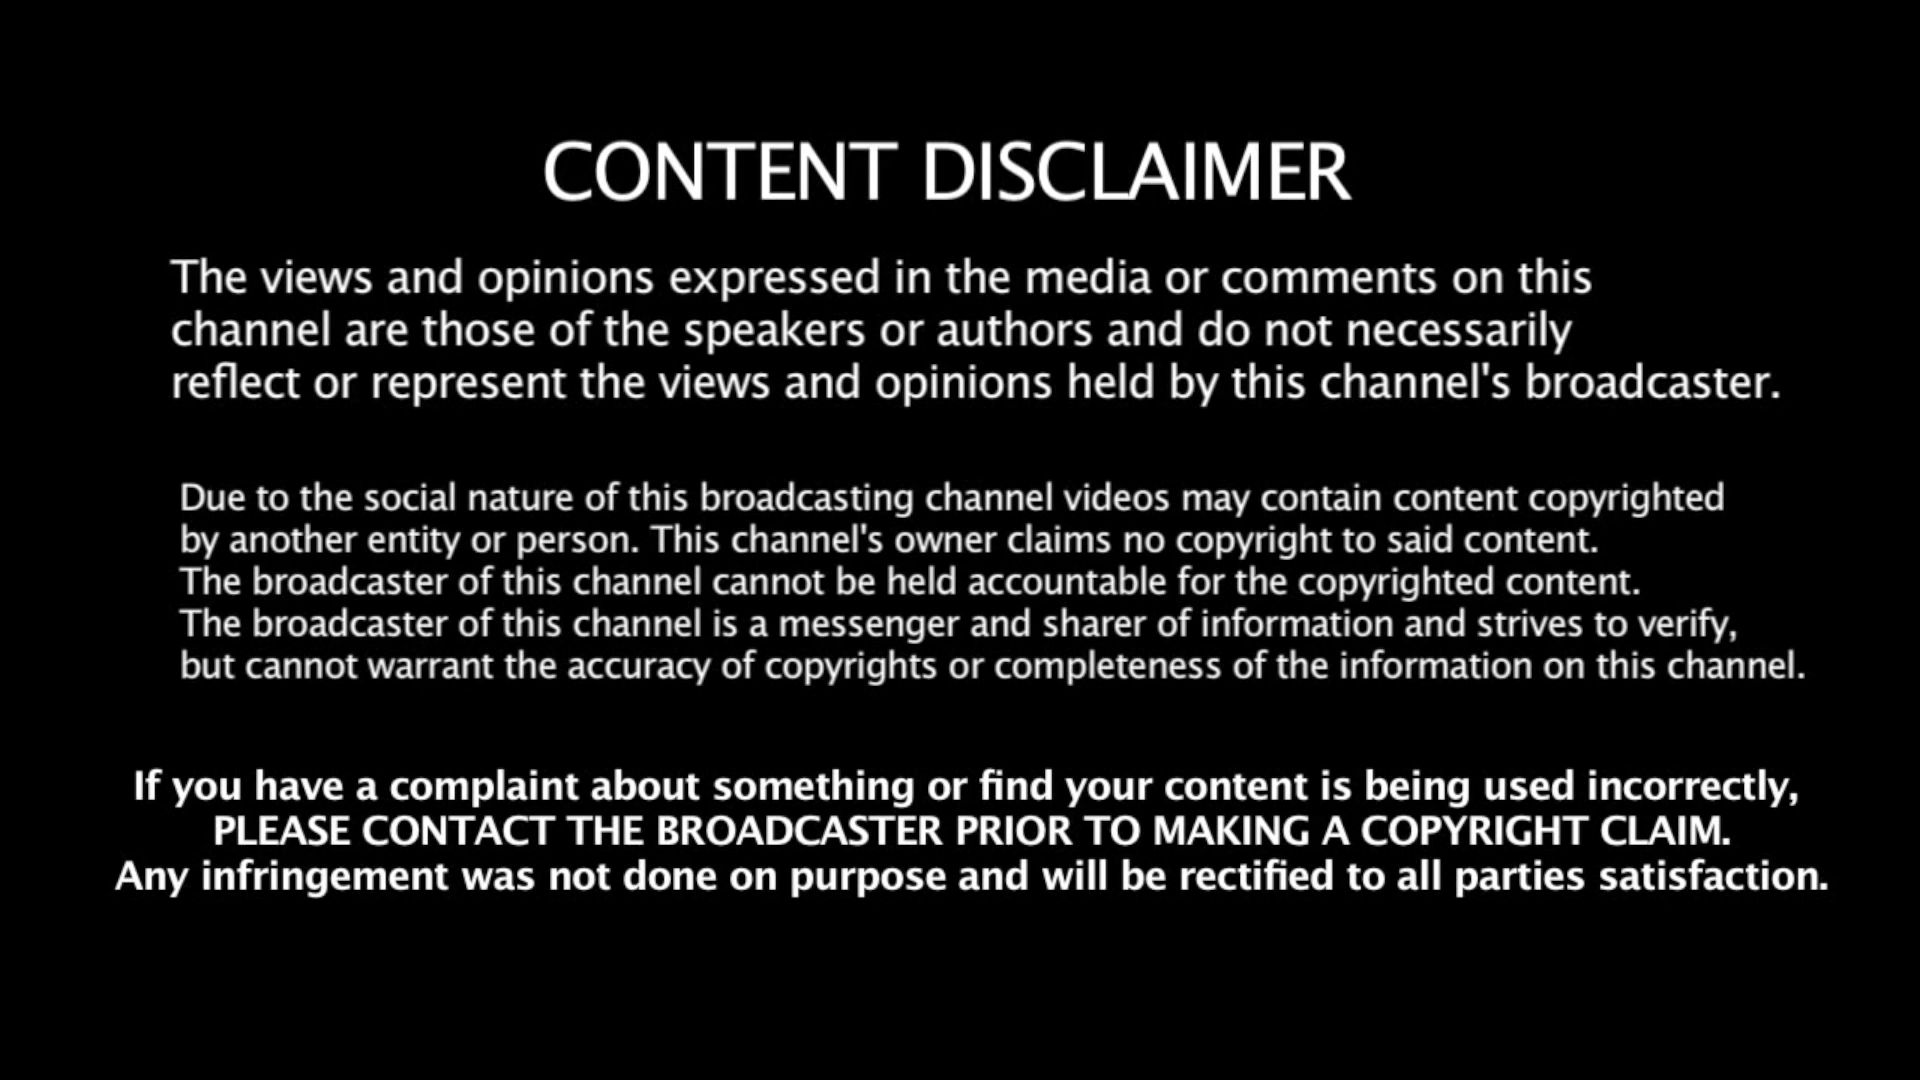 CONTENT DISCLAIMER
The views and opinions expressed in the media or comments on this
channel are those of the speakers or authors and do not necessarily
reflect or represent the views and opinions held by this channel's broadcaster.
Due to the social nature of this broadcasting channel videos may contain content copyrighted
by another entity or person. This channel's owner claims no copyright to said content.
The broadcaster of this channel cannot be held accountable for the copyrighted content.
The broadcaster of this channel is a messenger and sharer of information and strives to verify,
but cannot warrant the accuracy of copyrights or completeness of the information on this channel.
If you have a complaint about something or find your content is being used incorrectly,
PLEASE CONTACT THE BROADCASTER PRIOR TO MAKING A COPYRIGHT CLAIM.
Any infringement was not done on purpose and will be rectified to all parties satisfaction.